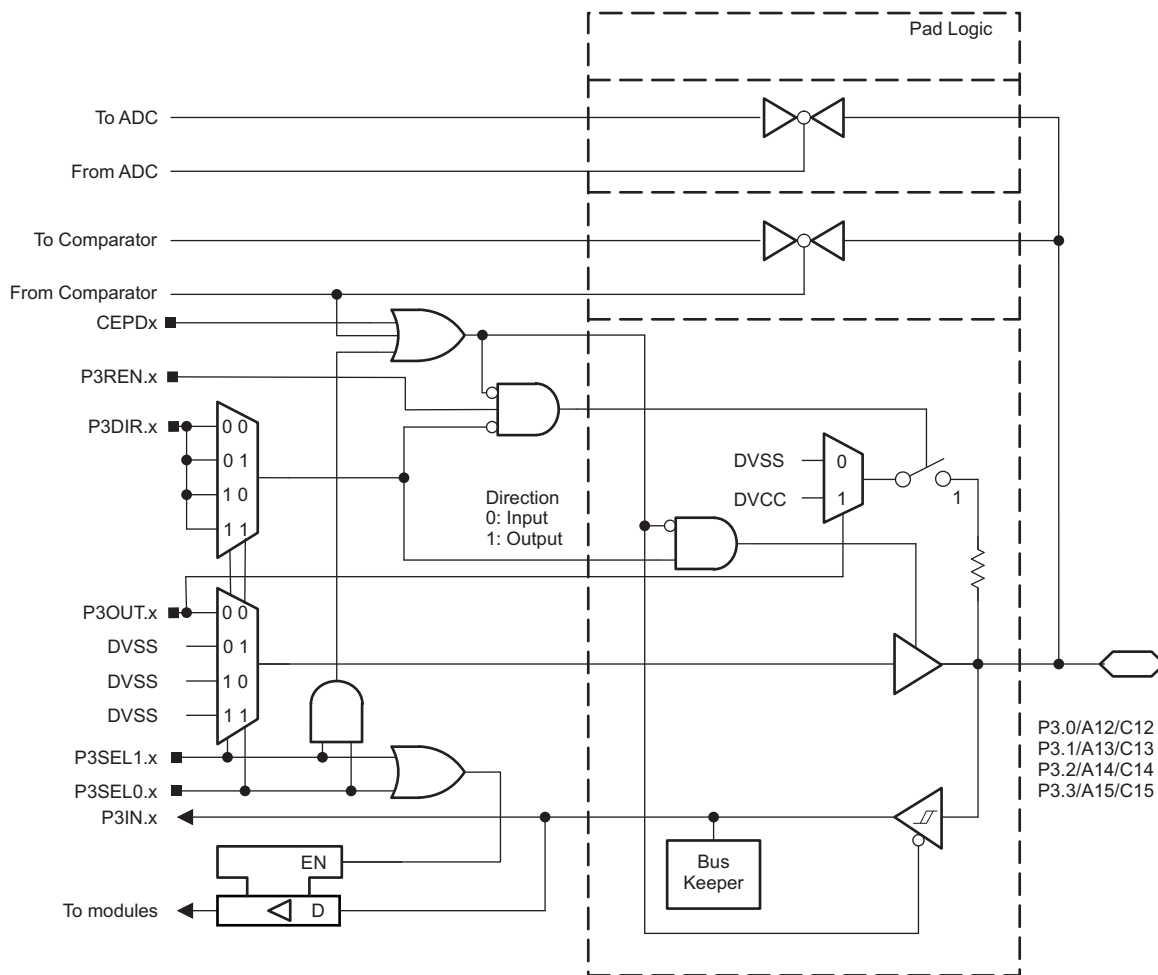 Pad Logic
To ADC
From ADC
To Comparator
From Comparator
CEPDx
P3REN.x
P3DIR.x
0 0
0 1
1 0
1 1
Direction
0: Input
1: Output
DVSS
0
DVCC
1
1
P3OUT.x
0 0
DVSS
0 1
DVSS
1 0
DVSS
1 1
P3SEL1.x
P3SEL0.x
P3IN.x
P3.0/A12/C12
P3.1/A13/C13
P3.2/A14/C14
P3.3/A15/C15
Bus
Keeper
EN
To modules
D